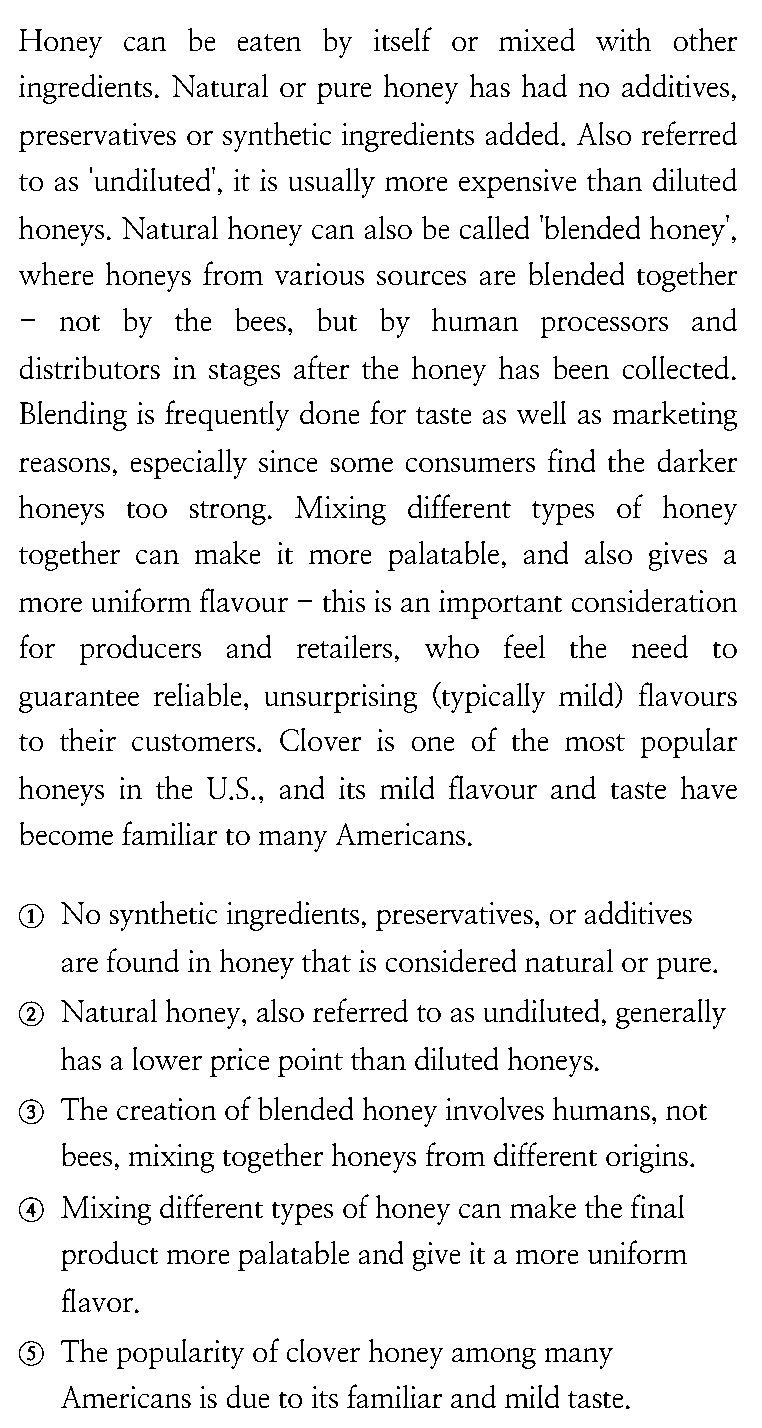 Honey can be eaten by itself or mixed with other
ingredients. Natural or pure honey has had no additives,
preservatives or synthetic ingredients added. Also referred
to as 'undiluted', it is usually more expensive than diluted
honeys. Natural honey can also be called 'blended honey',
where honeys from various sources are blended together
- not by the bees, but by human processors and
distributors in stages after the honey has been collected.
Blending is frequently done for taste as well as marketing
reasons, especially since some consumers find the darker
honeys too strong. Mixing different types of honey
together can make it more palatable, and also gives a
more uniform flavour - this is an important consideration
for producers and retailers, who feel the need to
guarantee reliable, unsurprising (typically mild) flavours
to their customers. Clover is one of the most popular
honeys in the U.S., and its mild flavour and taste have
become familiar to many Americans.
① No synthetic ingredients, preservatives, or additives
are found in honey that is considered natural or pure.
② Natural honey, also referred to as undiluted, generally
has a lower price point than diluted honeys.
③ The creation of blended honey involves humans, not
bees, mixing together honeys from different origins.
④ Mixing different types of honey can make the final
product more palatable and give it a more uniform
flavor.
⑤ The popularity of clover honey among many
Americans is due to its familiar and mild taste.